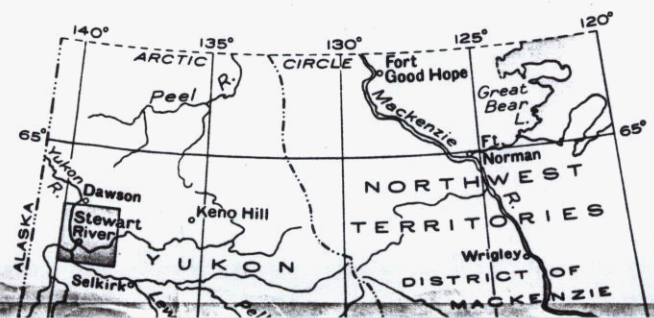 140°
135°
130°
125°
120°
ARCTIC CIRCLE
Fort
Good Hope
Peel R.
Mackenzie R.
Great
Bear
L.
65°
65°
Ft.
Norman
Yukon
R.
Dawson
NORTHWEST
TERRITORIES
Stewart
River
Keno Hill
ALASKA
YUKON
Wrigley
Selkirk
DISTRICT OF
MACKENZIE
Pel